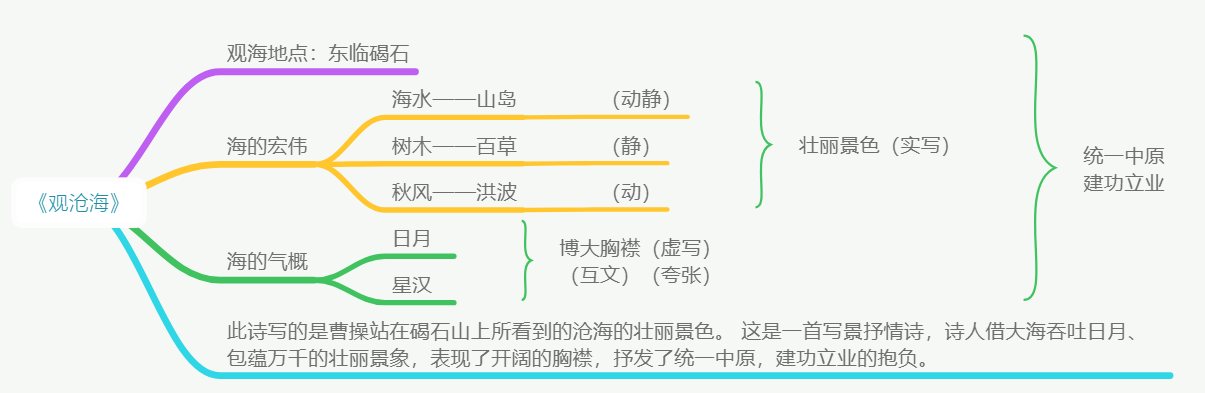 《观沧海》
观海地点：东临碣石
海的宏伟
海水——山岛 （动静）
树木——百草 （静）
秋风——洪波 （动）
壮丽景色（实写）
海的气概
日月
星汉
博大胸襟（虚写）
（互文）（夸张）
统一中原
建功立业
此诗写的是曹操站在碣石山上所看到的沧海的壮丽景色。 这是一首写景抒情诗，诗人借大海吞吐日月、
包蕴万千的壮丽景象，表现了开阔的胸襟，抒发了统一中原，建功立业的抱负。